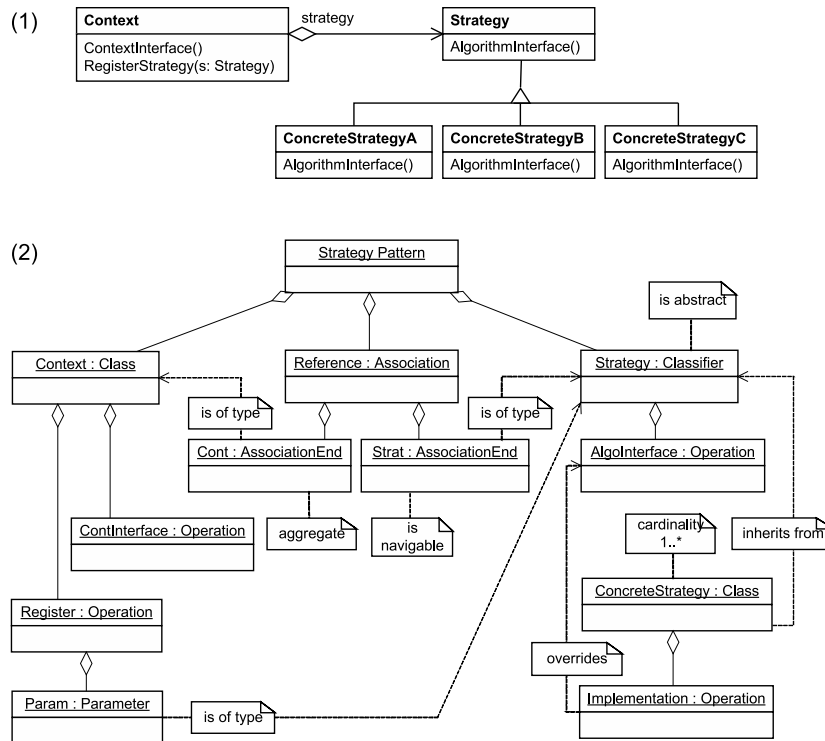 (1)
Context
ContextInterface()
RegisterStrategy(s: Strategy)
strategy
Strategy
AlgorithmInterface()
ConcreteStrategyA
AlgorithmInterface()
ConcreteStrategyB
AlgorithmInterface()
ConcreteStrategyC
AlgorithmInterface()
(2)
Strategy Pattern
is abstract
Context : Class
Reference : Association
Strategy : Classifier
is of type
is of type
Cont : AssociationEnd
Strat : AssociationEnd
AlgoInterface : Operation
ContInterface : Operation
aggregate
is
navigable
cardinality
1..*
inherits from
ConcreteStrategy : Class
Register : Operation
overrides
Param : Parameter
is of type
Implementation : Operation